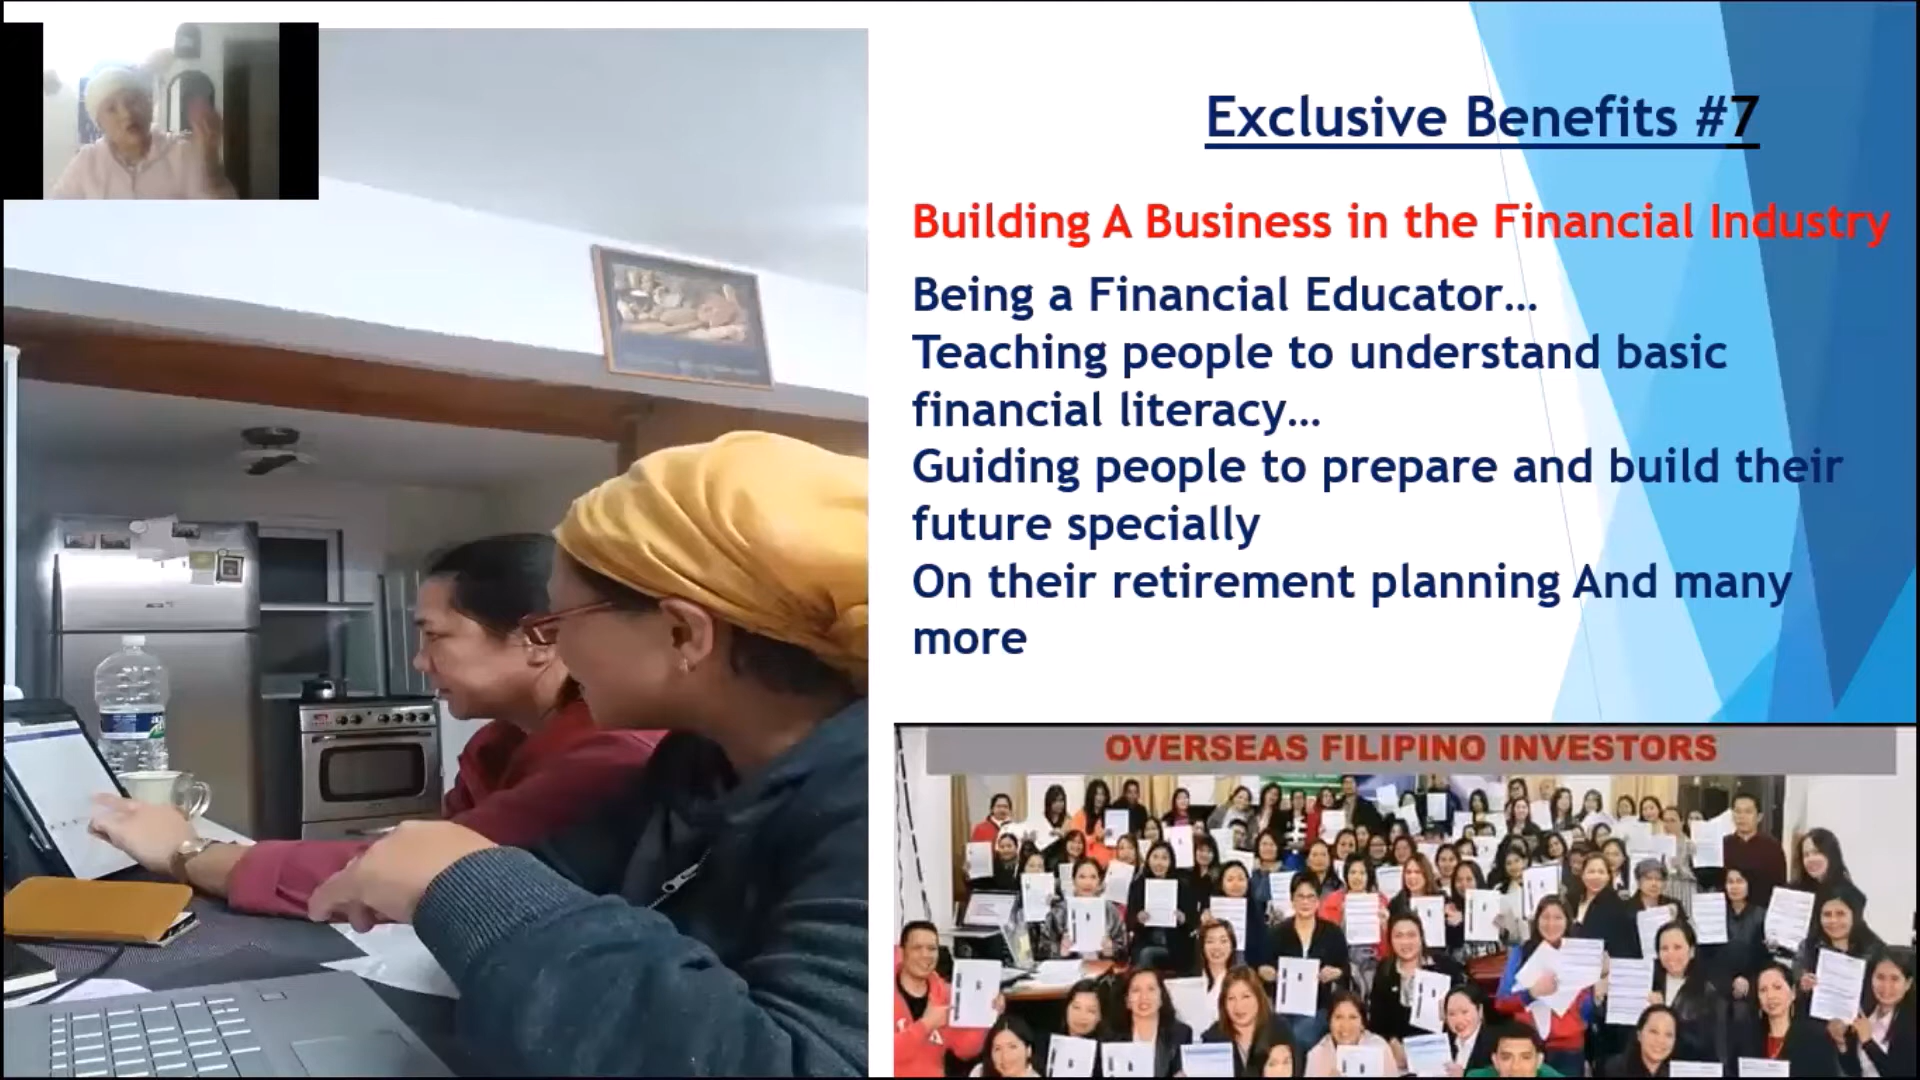 Exclusive Benefits #7
Building A Business in the Financial Industry
Being a Financial Educator...
Teaching people to understand basic
financial literacy...
Guiding people to prepare and build their
future specially
On their retirement planning And many
more
OVERSEAS FILIPINO INVESTORS